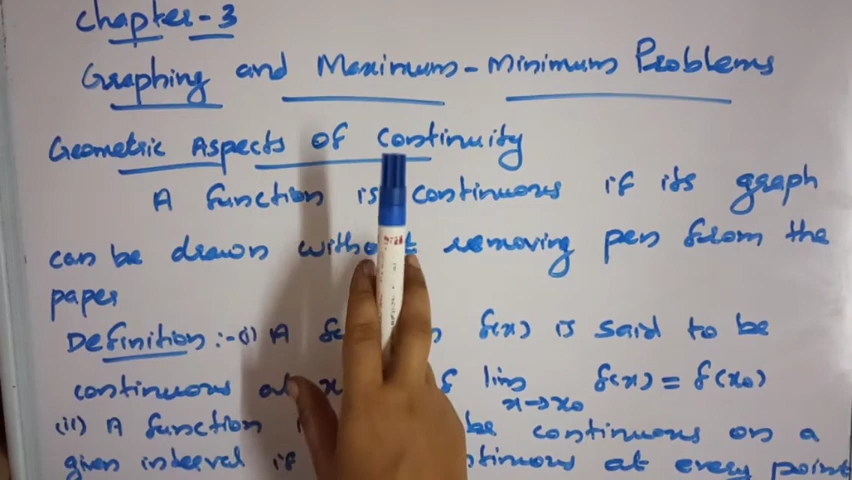 Chapter-3
Graphing and Maximum-Minimum Problems
Geometric Aspects of Continuity
A function is continuous if its graph
can be drawn without removing pen from the
paper
Definition :-(i) A f(x) is said to be
continuous at lim x→x₀ f(x) = f(x₀)
(ii) A function be continuous on a
given interval if at every point